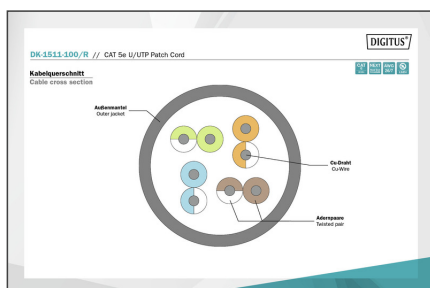 DIGITUS®
DK-1511-100/R // CAT 5e U/UTP Patch Cord
Kabelquerschnitt
Cable cross section
Außenmantel
Outer jacket
Cu-Draht
Cu-Wire
Adernpaare
Twisted pair